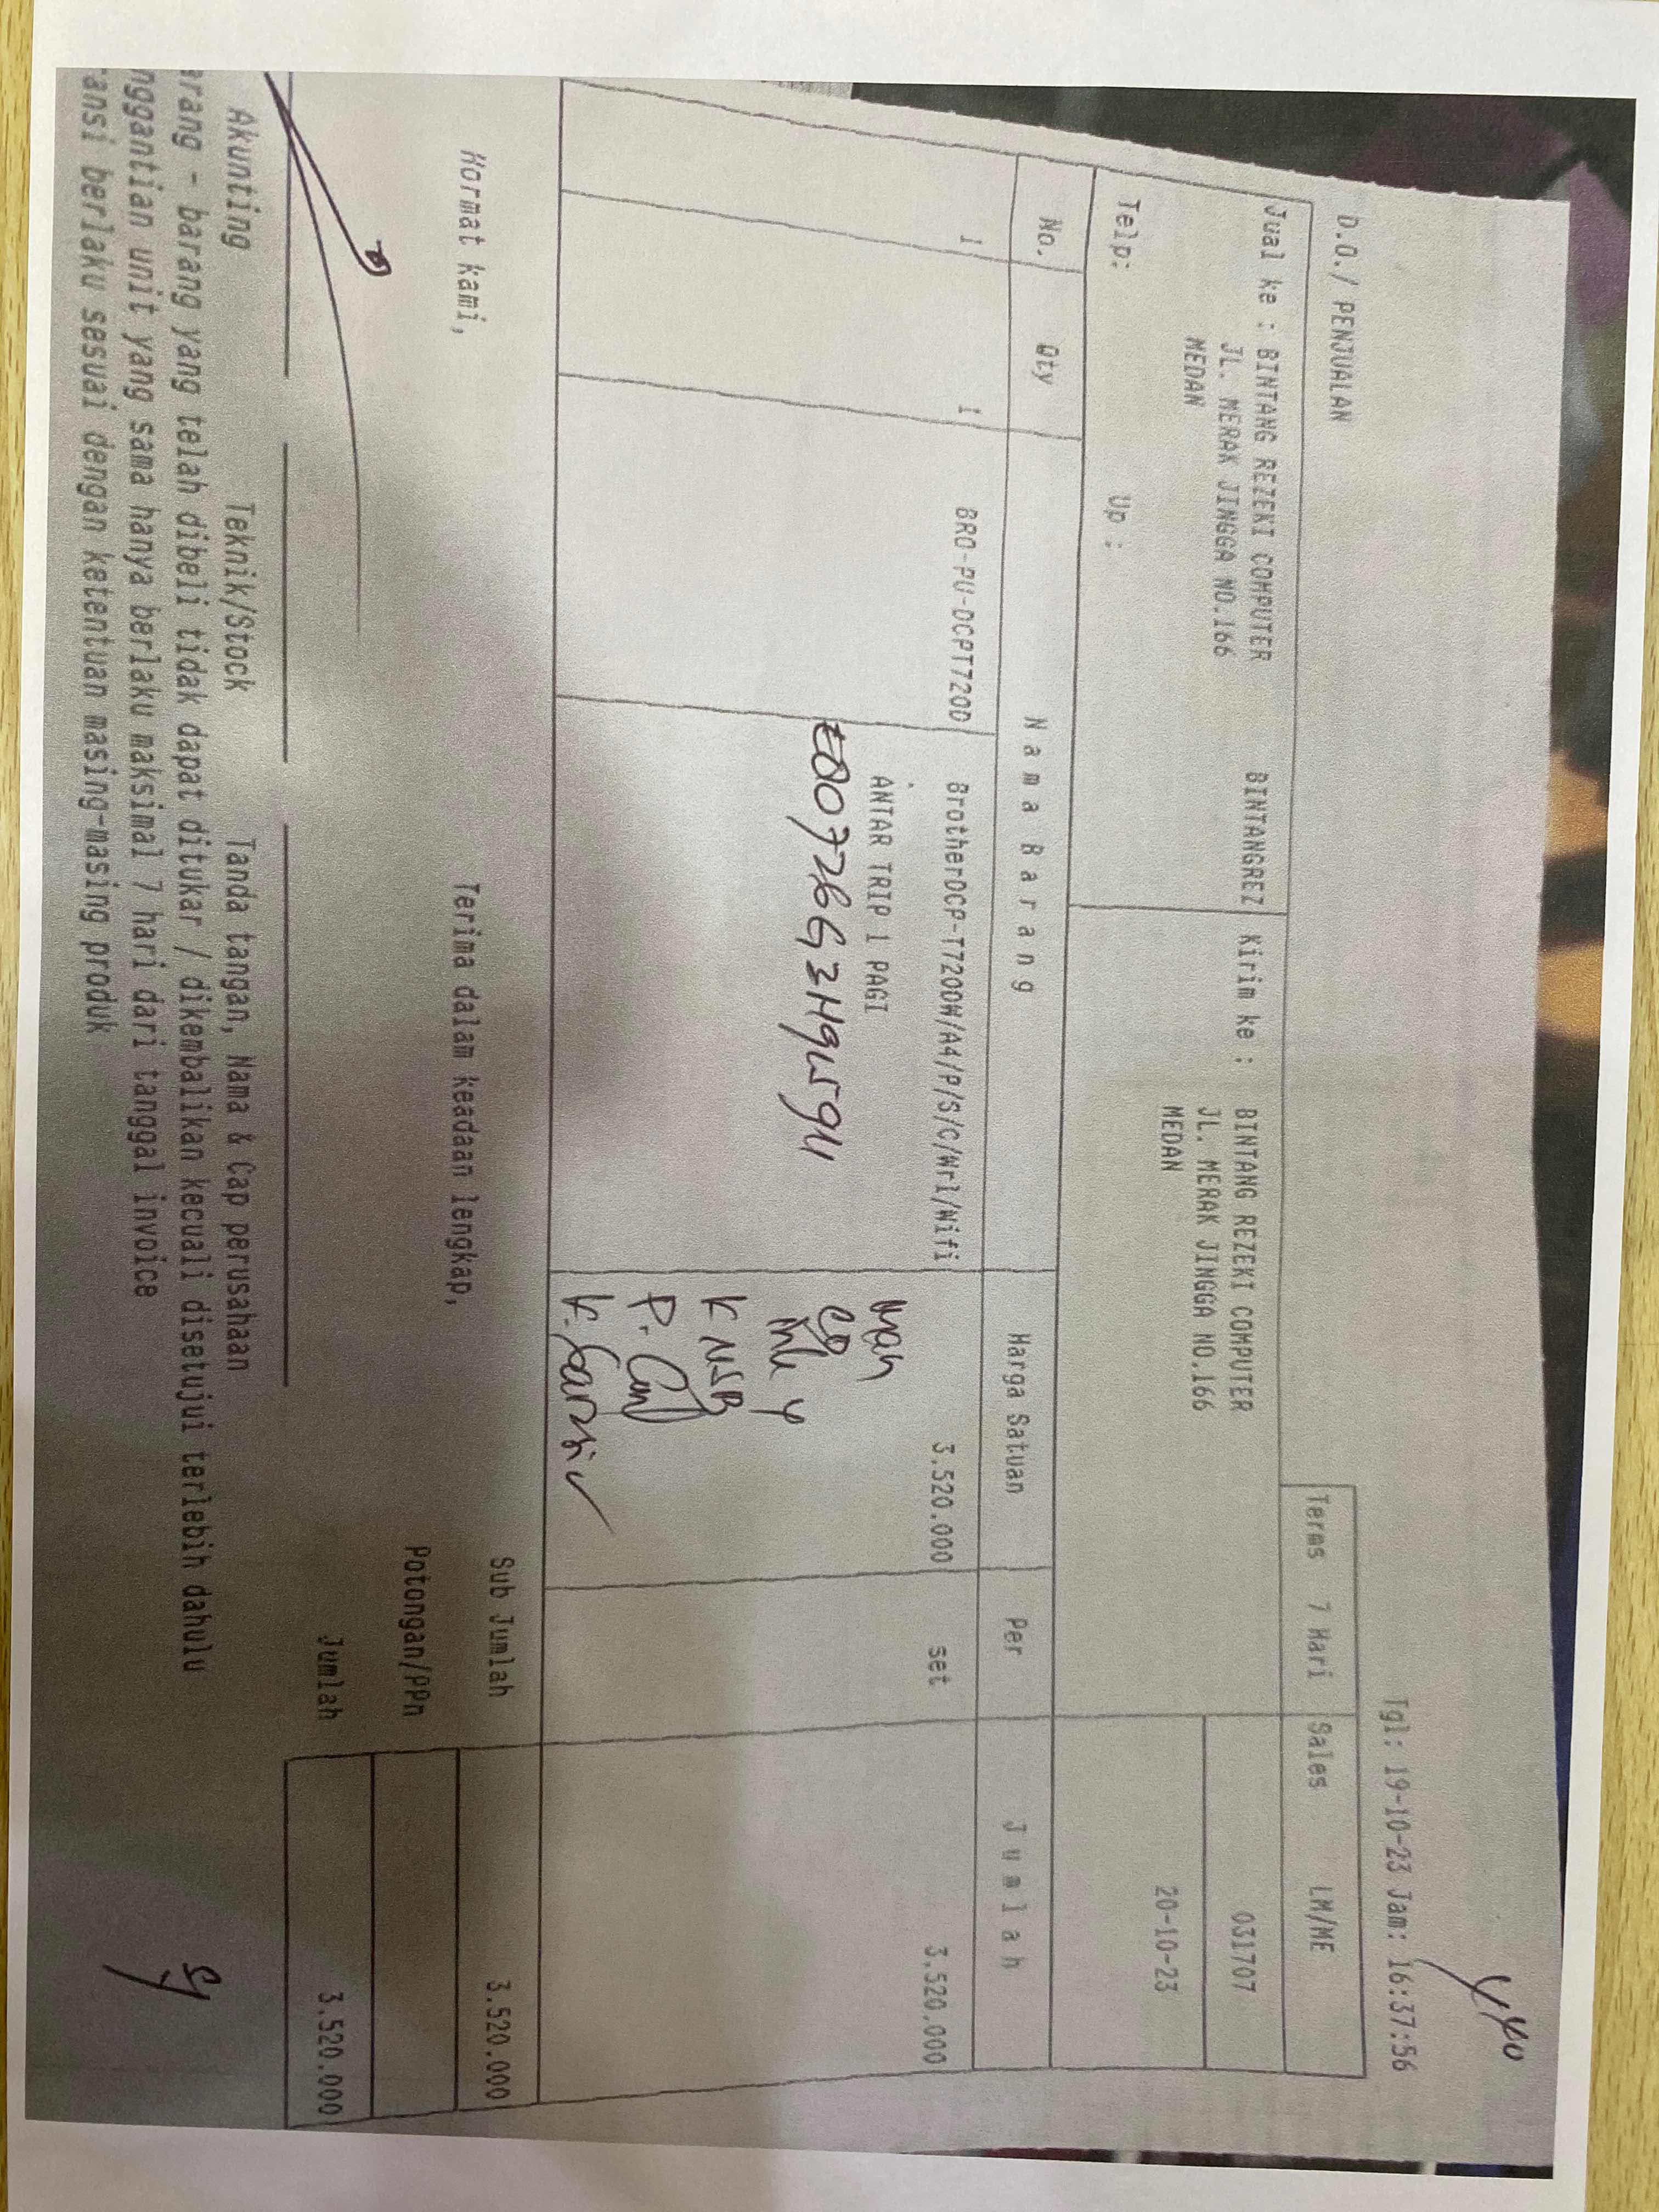 D.O./ PENJUALAN
Tgl: 19-10-23 Jam: 16:37:56
Jual ke : BINTANG REZEKI COMPUTER BINTANGREZ
JL. MERAK JINGGA NO.166
MEDAN
Telp: Up :
Kirim ke : BINTANG REZEKI COMPUTER
JL. MERAK JINGGA NO.166
MEDAN
Terms 7 Hari Sales LM/ME
031707
20-10-23
No. Qty Nama Barang Harga Satuan Per Jumlah
1 1 BRO-PU-DCPT720D BrotherDCP-T720DW/A4/P/S/C/Wrl/Wifi 3.520.000 set 3.520.000
ANTAR TRIP 1 PAGI
K USB
Hormat kami, Terima dalam keadaan lengkap,
Sub Jumlah 3.520.000
Potongan/PPn
Jumlah 3.520.000
Akunting Teknik/Stock Tanda tangan, Nama & Cap perusahaan
arang - barang yang telah dibeli tidak dapat ditukar / dikembalikan kecuali disetujui terlebih dahulu
nggantian unit yang sama hanya berlaku maksimal 7 hari dari tanggal invoice
ransi berlaku sesuai dengan ketentuan masing-masing produk